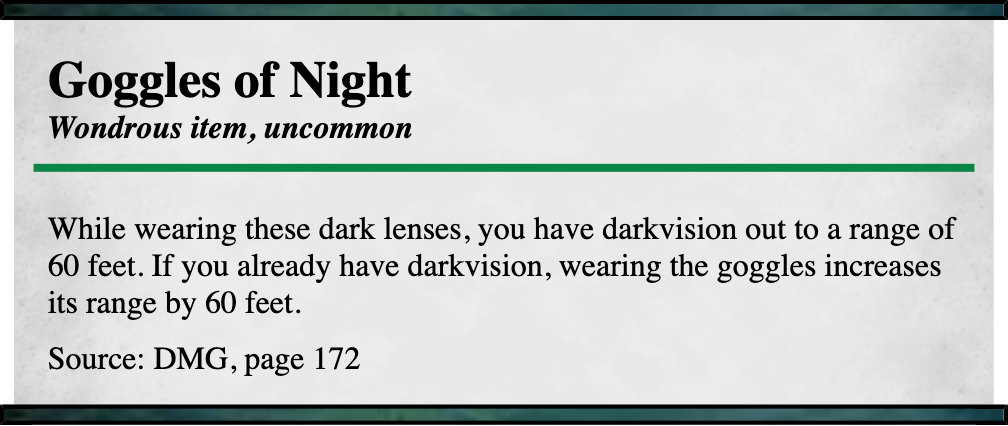 Goggles of Night
Wondrous item, uncommon
While wearing these dark lenses, you have darkvision out to a range of
60 feet. If you already have darkvision, wearing the goggles increases
its range by 60 feet.
Source: DMG, page 172